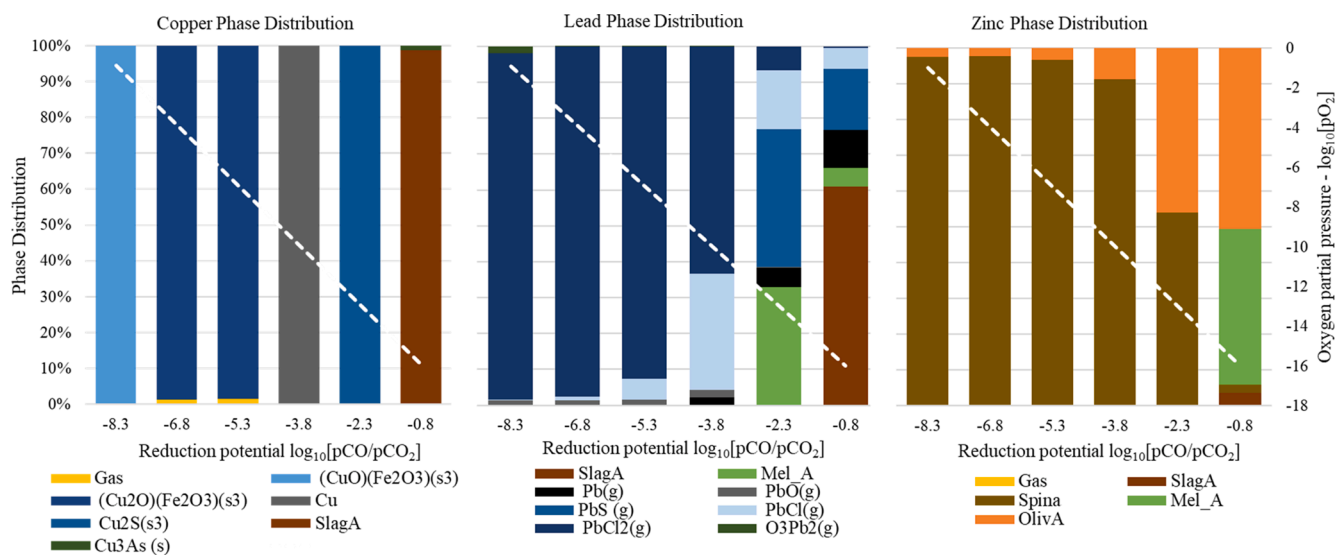 Copper Phase Distribution
Lead Phase Distribution
Zinc Phase Distribution
Phase Distribution
100%
90%
80%
70%
60%
50%
40%
30%
20%
10%
0%
-8.3 -6.8 -5.3 -3.8 -2.3 -0.8
Reduction potential log10[pCO/pCO2]
Gas
(CuO)(Fe2O3)(s3)
(Cu2O)(Fe2O3)(s3)
Cu
Cu2S(s3)
SlagA
Cu3As (s)
-8.3 -6.8 -5.3 -3.8 -2.3 -0.8
Reduction potential log10[pCO/pCO2]
SlagA
Mel_A
Pb(g)
PbO(g)
PbS (g)
PbCl(g)
PbCl2(g)
O3Pb2(g)
-8.3 -6.8 -5.3 -3.8 -2.3 -0.8
Reduction potential log10[pCO/pCO2]
Gas
SlagA
Spina
Mel_A
OlivA
0
-2
-4
-6
-8
-10
-12
-14
-16
-18
Oxygen partial pressure - log10[pO2]